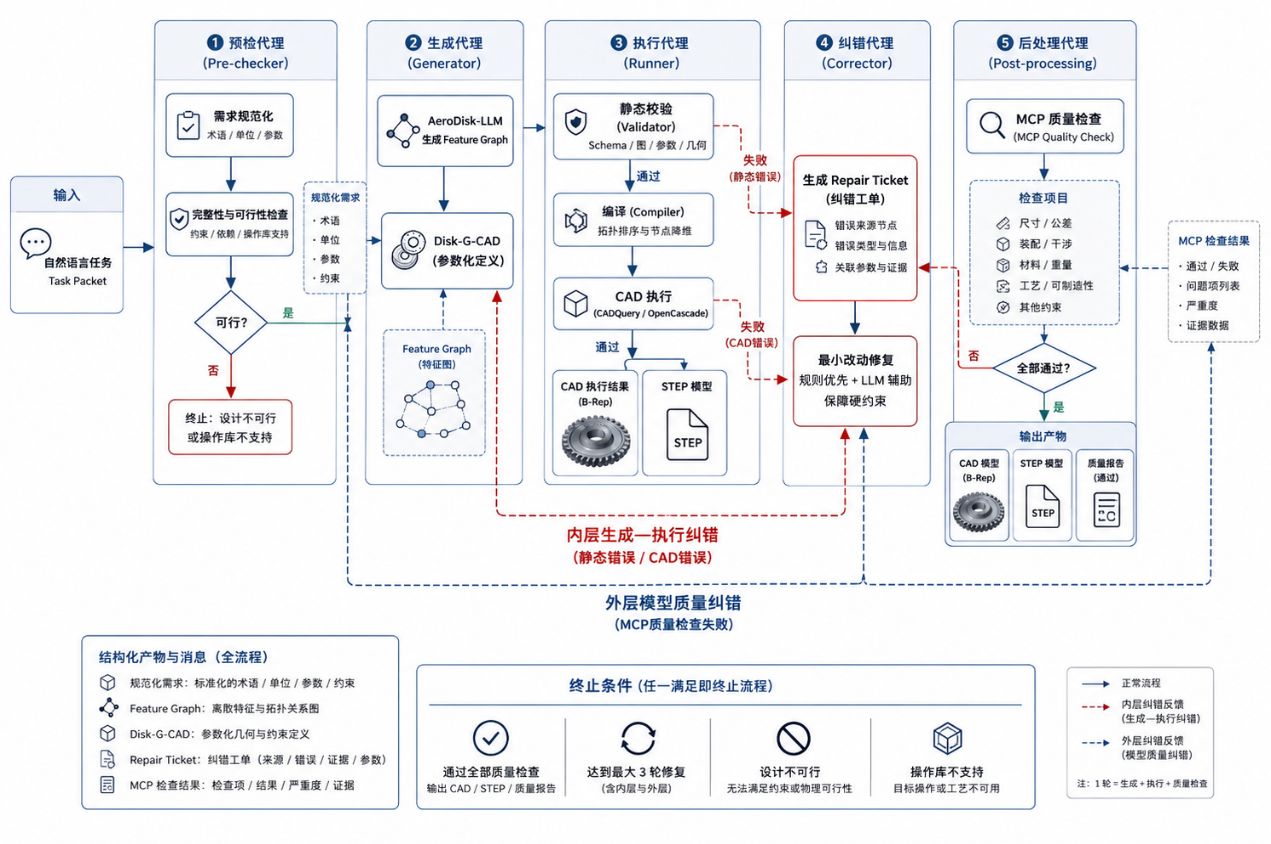 输入
自然语言任务
Task Packet
1 预检代理
(Pre-checker)
需求规范化
术语 / 单位 / 参数
完整性与可行性检查
约束 / 依赖 / 操作库支持
可行?
是
否
终止：设计不可行
或操作库不支持
规范化需求
· 术语
· 单位
· 参数
· 约束
2 生成代理
(Generator)
AeroDisk-LLM
生成 Feature Graph
Disk-G-CAD
(参数化定义)
Feature Graph
(特征图)
3 执行代理
(Runner)
静态校验
(Validator)
Schema / 图 / 参数 / 几何
通过
编译 (Compiler)
拓扑排序与节点降维
CAD 执行
(CADQuery / OpenCascade)
通过
CAD 执行结果
(B-Rep)
STEP 模型
STEP
失败
(静态错误)
失败
(CAD错误)
4 纠错代理
(Corrector)
生成 Repair Ticket
(纠错工单)
错误来源节点
错误类型与信息
关联参数与证据
最小改动修复
规则优先 + LLM 辅助
保障硬约束
5 后处理代理
(Post-processing)
MCP 质量检查
(MCP Quality Check)
检查项目
尺寸 / 公差
装配 / 干涉
材料 / 重量
工艺 / 可制造性
其他约束
全部通过?
否
是
输出产物
CAD 模型
(B-Rep)
STEP 模型
STEP
质量报告
(通过)
MCP 检查结果
· 通过 / 失败
· 问题项列表
· 严重度
· 证据数据
内层生成—执行纠错
(静态错误 / CAD错误)
外层模型质量纠错
(MCP质量检查失败)
结构化产物与消息（全流程）
规范化需求：标准化的术语 / 单位 / 参数 / 约束
Feature Graph：离散特征与拓扑关系图
Disk-G-CAD：参数化几何与约束定义
Repair Ticket：纠错工单（来源 / 错误 / 证据 / 参数）
MCP 检查结果：检查项 / 结果 / 严重度 / 证据
终止条件 (任一满足即终止流程)
通过全部质量检查
输出 CAD / STEP / 质量报告
达到最大 3 轮修复
(含内层与外层)
设计不可行
无法满足约束或物理可行性
操作库不支持
目标操作或工艺不可用
正常流程
内层纠错反馈
(生成—执行纠错)
外层纠错反馈
(模型质量纠错)
注：1 轮 = 生成 + 执行 + 质量检查